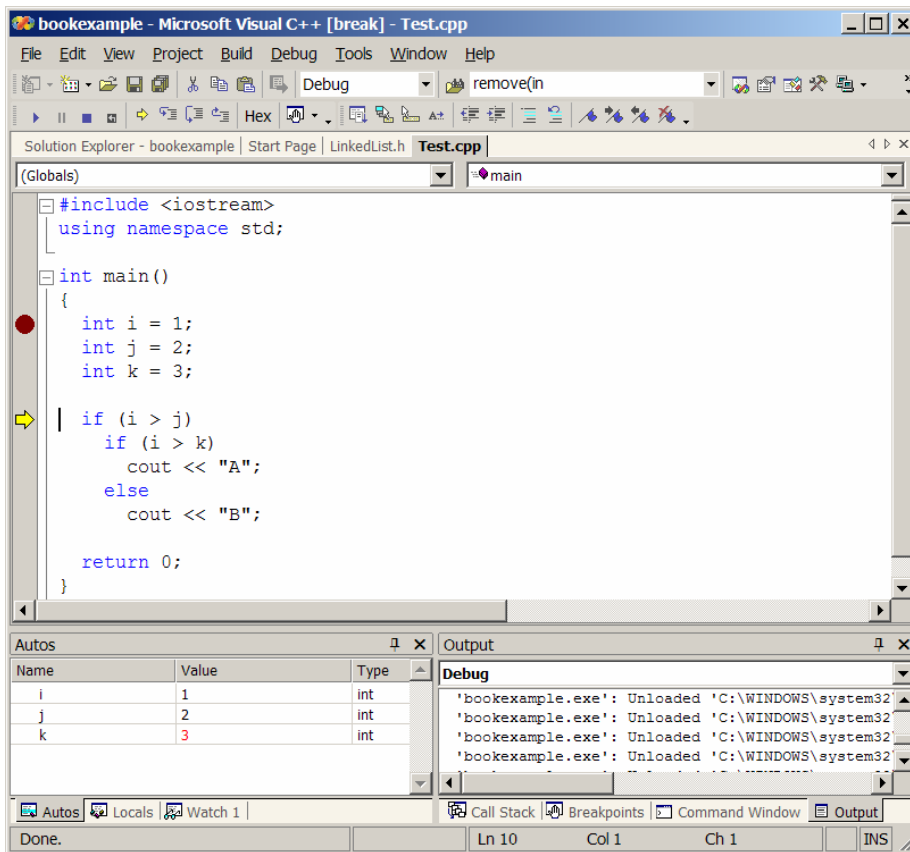 bookexample - Microsoft Visual C++ [break] - Test.cpp
File Edit View Project Build Debug Tools Window Help
Debug remove(in
Hex
Solution Explorer - bookexample Start Page LinkedList.h Test.cpp
(Globals) main
#include <iostream>
using namespace std;
int main()
{
int i = 1;
int j = 2;
int k = 3;
if (i > j)
if (i > k)
cout << "A";
else
cout << "B";
return 0;
}
Autos
Name Value Type
i 1 int
j 2 int
k 3 int
Autos Locals Watch 1
Output
Debug
'bookexample.exe': Unloaded 'C:\WINDOWS\system32
'bookexample.exe': Unloaded 'C:\WINDOWS\system32
'bookexample.exe': Unloaded 'C:\WINDOWS\system32
'bookexample.exe': Unloaded 'C:\WINDOWS\system32
Call Stack Breakpoints Command Window Output
Done. Ln 10 Col 1 Ch 1 INS